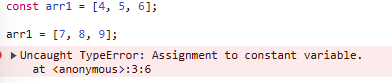 const arr1 = [4, 5, 6];
arr1 = [7, 8, 9];
▶Uncaught TypeError: Assignment to constant variable.
at <anonymous>:3:6